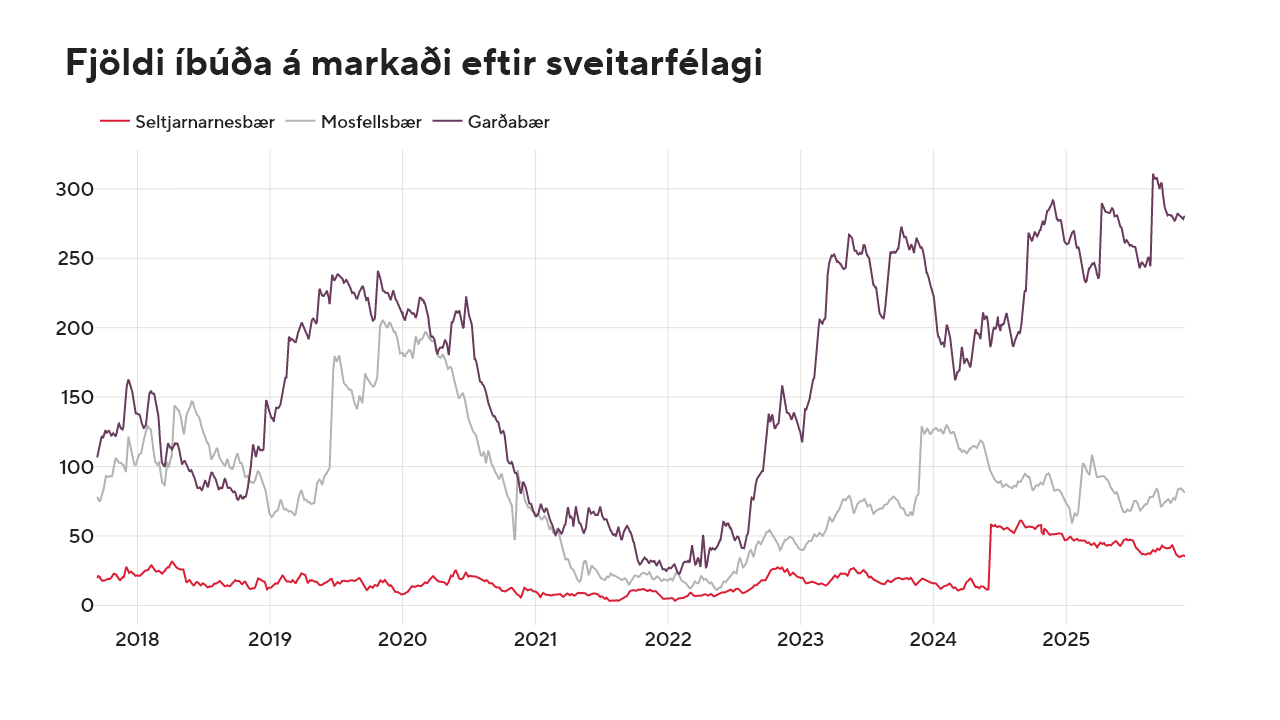 Fjöldi íbúða á markaði eftir sveitarfélagi
Seltjarnarnesbær Mosfellsbær Garðabær
300
250
200
150
100
50
0
2018 2019 2020 2021 2022 2023 2024 2025